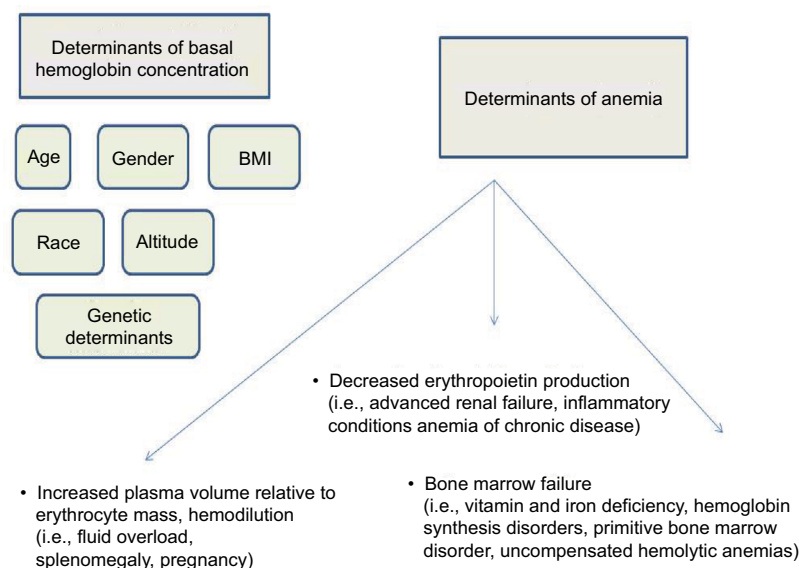 Determinants of basal
hemoglobin concentration
Age
Gender
BMI
Race
Altitude
Genetic
determinants
Determinants of anemia
• Decreased erythropoietin production
(i.e., advanced renal failure, inflammatory
conditions anemia of chronic disease)
• Increased plasma volume relative to
erythrocyte mass, hemodilution
(i.e., fluid overload,
splenomegaly, pregnancy)
• Bone marrow failure
(i.e., vitamin and iron deficiency, hemoglobin
synthesis disorders, primitive bone marrow
disorder, uncompensated hemolytic anemias)